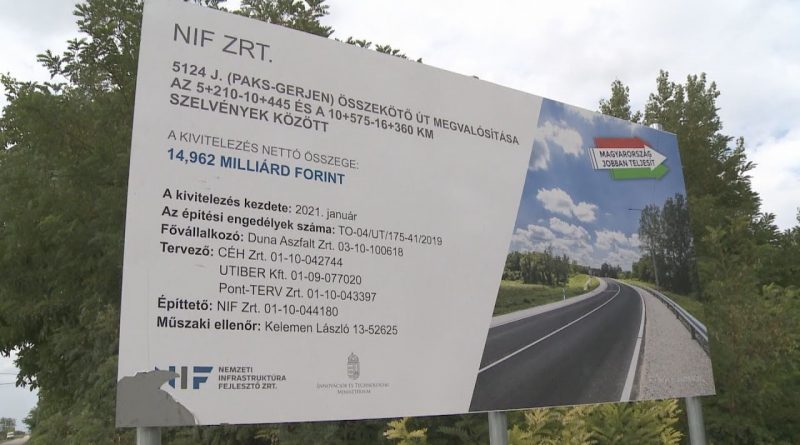 NIF ZRT.
5124 J. (PAKS-GERJEN) ÖSSZEKÖTŐ ÚT MEGVALÓSÍTÁSA
AZ 5+210-10+445 ÉS A 10+575-16+360 KM
SZELVÉNYEK KÖZÖTT
A KIVITELEZÉS NETTÓ ÖSSZEGE:
14,962 MILLIÁRD FORINT
A kivitelezés kezdete: 2021. január
Az építési engedélyek száma: TO-04/UT/175-41/2019
Fővállalkozó: Duna Aszfalt Zrt. 03-10-100618
Tervező: CÉH Zrt. 01-10-042744
UTIBER Kft. 01-09-077020
Pont-TERV Zrt. 01-10-043397
Építtető: NIF Zrt. 01-10-044180
Műszaki ellenőr: Kelemen László 13-52625
NIF
NEMZETI
INFRASTRUKTÚRA
FEJLESZTŐ ZRT.
INNOVÁCIÓS ÉS TECHNOLÓGIAI
MINISZTÉRIUM
MAGYARORSZÁG
JOBBAN TELJESÍT